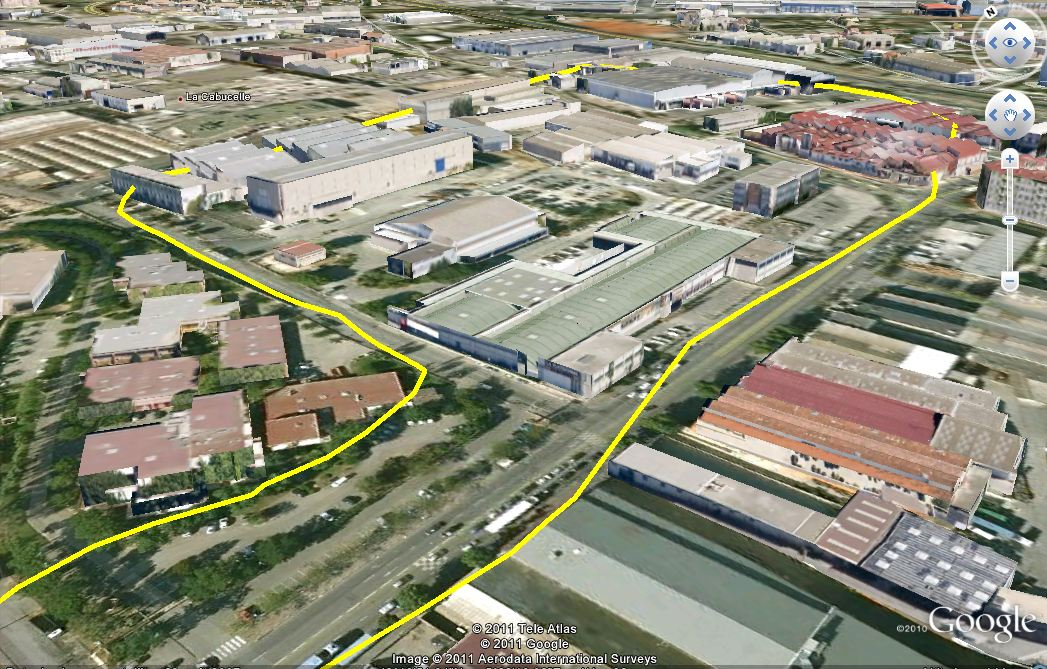 N
La Cabucelle
©2010 Google
© 2011 Tele Atlas
© 2011 Google
Image © 2011 Aerodata International Surveys